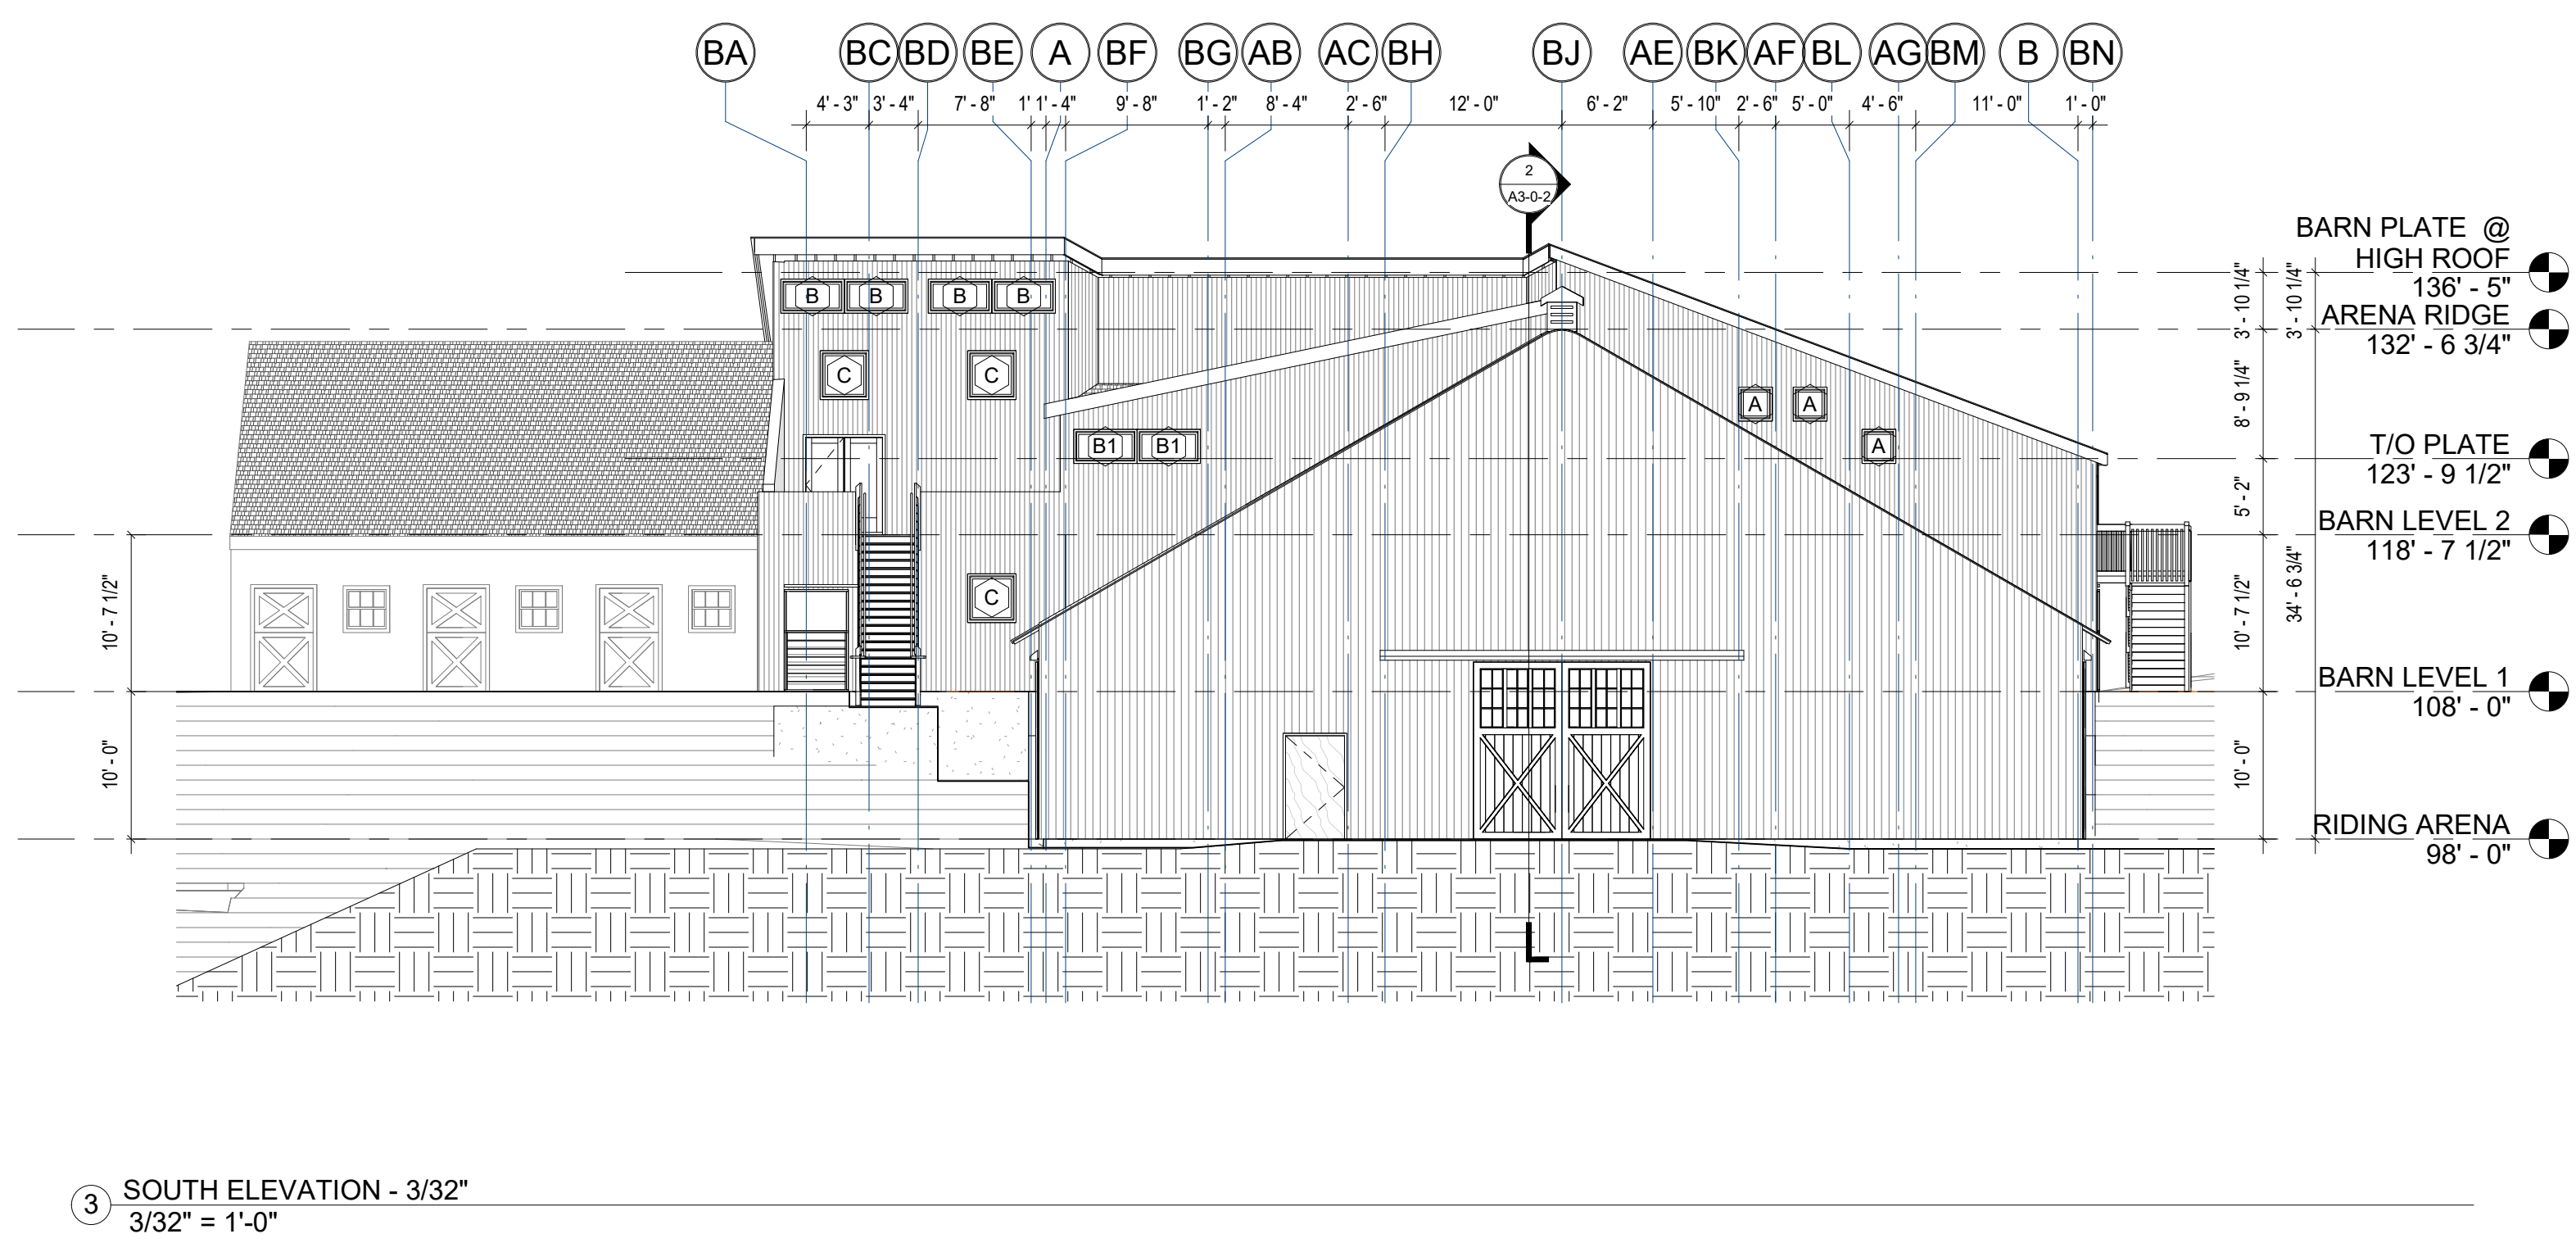 BA BC BD BE A BF BG AB AC BH BJ AE BK AF BL AG BM B BN
4' - 3" 3' - 4" 7' - 8" 1' 1' - 4" 9' - 8" 1' - 2" 8' - 4" 2' - 6" 12' - 0" 6' - 2" 5' - 10" 2' - 6" 5' - 0" 4' - 6" 11' - 0" 1' - 0"
2
A3-0-2
BARN PLATE @
HIGH ROOF
136' - 5"
ARENA RIDGE
132' - 6 3/4"
T/O PLATE
123' - 9 1/2"
BARN LEVEL 2
118' - 7 1/2"
BARN LEVEL 1
108' - 0"
RIDING ARENA
98' - 0"
3' - 10 1/4"
3' - 10 1/4"
8' - 9 1/4"
5' - 2"
10' - 7 1/2"
34' - 6 3/4"
10' - 0"
B B B B
C C
A A
B1 B1
A
C
10' - 7 1/2"
10' - 0"
3
SOUTH ELEVATION - 3/32"
3/32" = 1'-0"